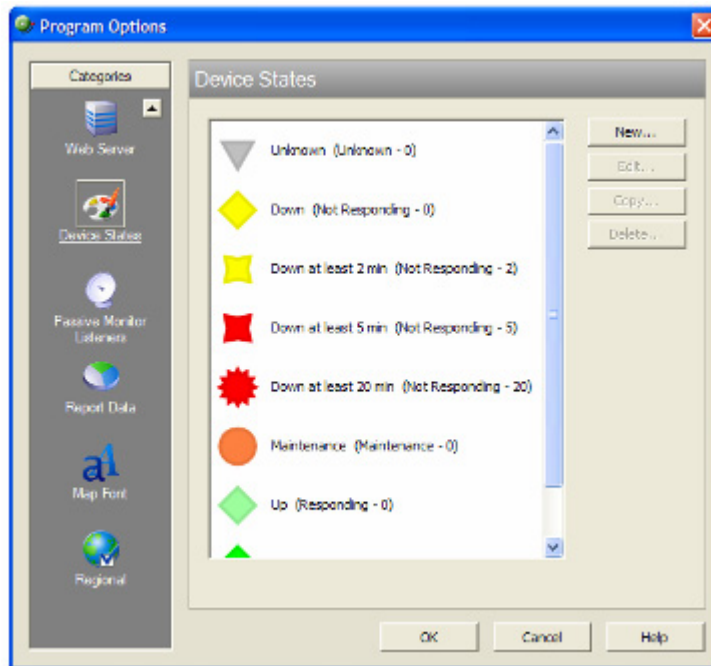 Program Options
Categories
Web Server
Device States
Passive Monitor
Listeners
Report Data
Map Font
Regional
Device States
Unknown (Unknown - 0)
Down (Not Responding - 0)
Down at least 2 min (Not Responding - 2)
Down at least 5 min (Not Responding - 5)
Down at least 20 min (Not Responding - 20)
Maintenance (Maintenance - 0)
Up (Responding - 0)
New...
Edit...
Copy...
Delete...
OK
Cancel
Help